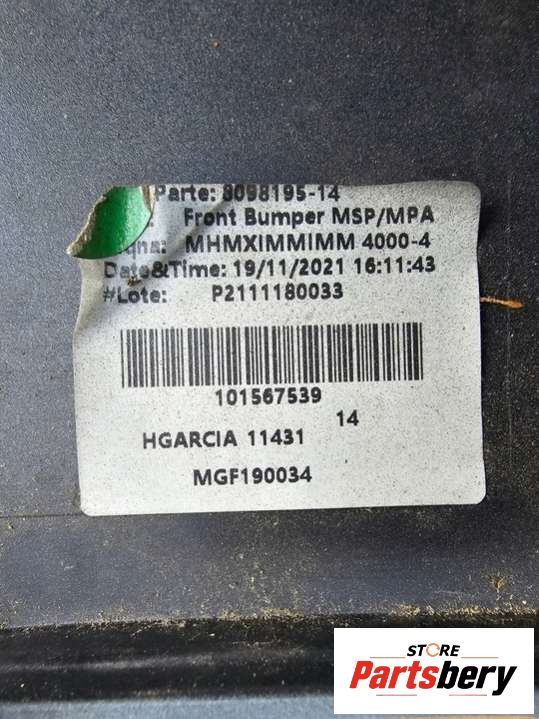 Parte: 8098195-14
Front Bumper MSP/MPA
MHMXIMMIMM 4000-4
Date&Time: 19/11/2021 16:11:43
#Lote: P2111180033
101567539
14
HGARCIA 11431
MGF190034
STORE
Partsbery